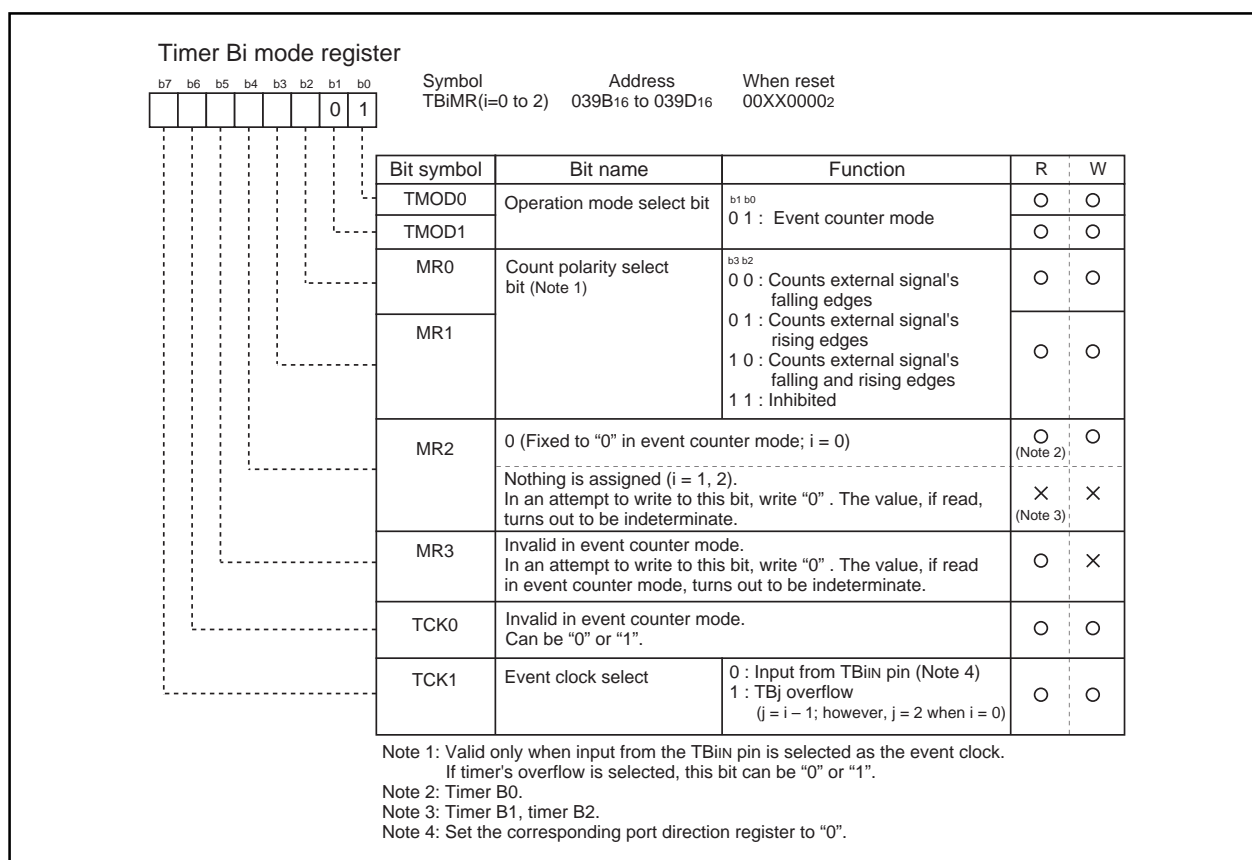 Timer Bi mode register
Symbol Address When reset
b7 b6 b5 b4 b3 b2 b1 b0
TBiMR(i=0 to 2) 039B16 to 039D16 00XX00002
0 1
Bit symbol Bit name Function R W
TMOD0 Operation mode select bit b1 b0
0 1 : Event counter mode
TMOD1
MR0 Count polarity select
bit (Note 1)
b3 b2
0 0 : Counts external signal's
falling edges
0 1 : Counts external signal's
rising edges
MR1
1 0 : Counts external signal's
falling and rising edges
1 1 : Inhibited
MR2 0 (Fixed to “0” in event counter mode; i = 0)
(Note 2)
Nothing is assigned (i = 1, 2).
In an attempt to write to this bit, write “0” . The value, if read,
turns out to be indeterminate.
(Note 3)
MR3 Invalid in event counter mode.
In an attempt to write to this bit, write “0” . The value, if read
in event counter mode, turns out to be indeterminate.
TCK0 Invalid in event counter mode.
Can be “0” or “1”.
TCK1 Event clock select 0 : Input from TBiIN pin (Note 4)
1 : TBj overflow
(j = i – 1; however, j = 2 when i = 0)
Note 1: Valid only when input from the TBiIN pin is selected as the event clock.
If timer's overflow is selected, this bit can be “0” or “1”.
Note 2: Timer B0.
Note 3: Timer B1, timer B2.
Note 4: Set the corresponding port direction register to “0”.